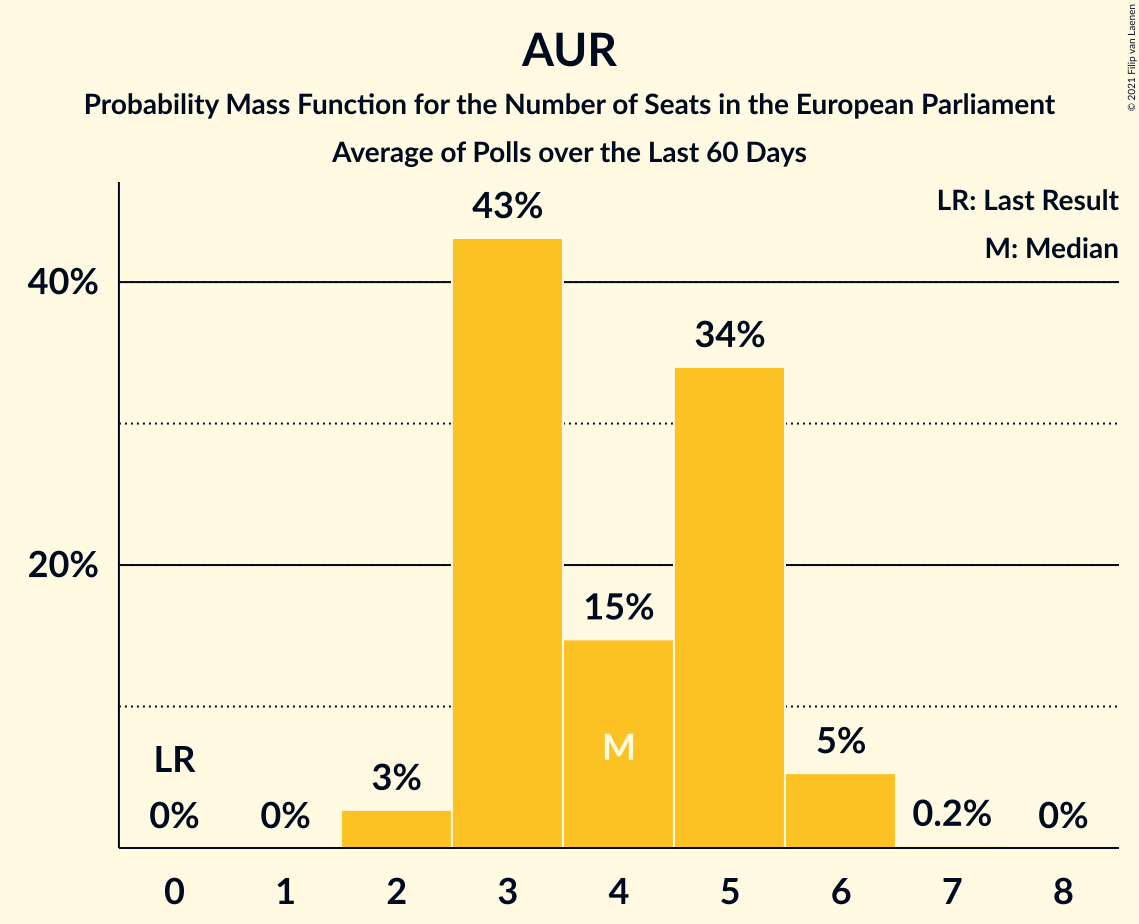 AUR
Probability Mass Function for the Number of Seats in the European Parliament
Average of Polls over the Last 60 Days
© 2021 Filip van Laenen
LR: Last Result
M: Median
43%
40%
34%
20%
15%
M
LR
5%
3%
0%
0%
0.2%
0%
0 1 2 3 4 5 6 7 8